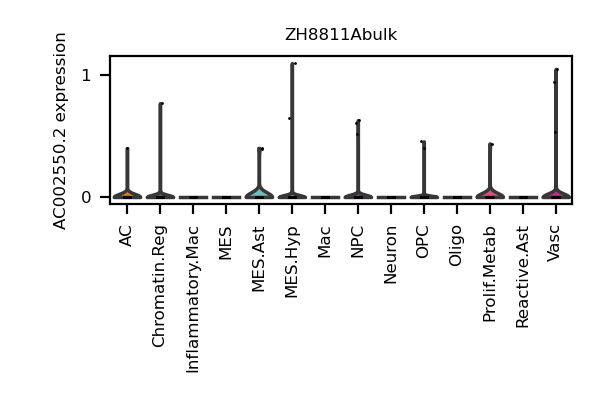 ZH8811Abulk
AC002550.2 expression
1
0
AC
Chromatin.Reg
Inflammatory.Mac
MES
MES.Ast
MES.Hyp
Mac
NPC
Neuron
OPC
Oligo
Prolif.Metab
Reactive.Ast
Vasc